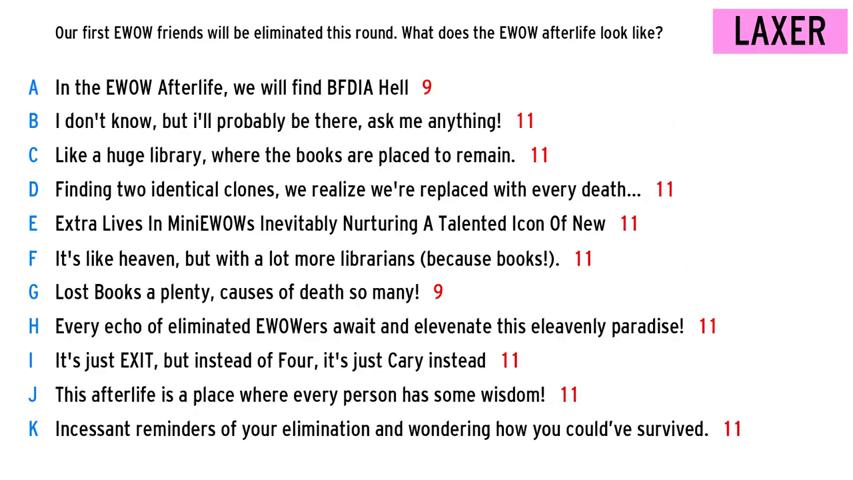 Our first EWOW friends will be eliminated this round. What does the EWOW afterlife look like?
LAXER
A In the EWOW Afterlife, we will find BFDIA Hell 9
B I don't know, but i'll probably be there, ask me anything! 11
C Like a huge library, where the books are placed to remain. 11
D Finding two identical clones, we realize we're replaced with every death... 11
E Extra Lives In MiniEWOWs Inevitably Nurturing A Talented Icon Of New 11
F It's like heaven, but with a lot more librarians (because books!). 11
G Lost Books a plenty, causes of death so many! 9
H Every echo of eliminated EWOWers await and elevenate this eleavenly paradise! 11
I It's just EXIT, but instead of Four, it's just Cary instead 11
J This afterlife is a place where every person has some wisdom! 11
K Incessant reminders of your elimination and wondering how you could’ve survived. 11